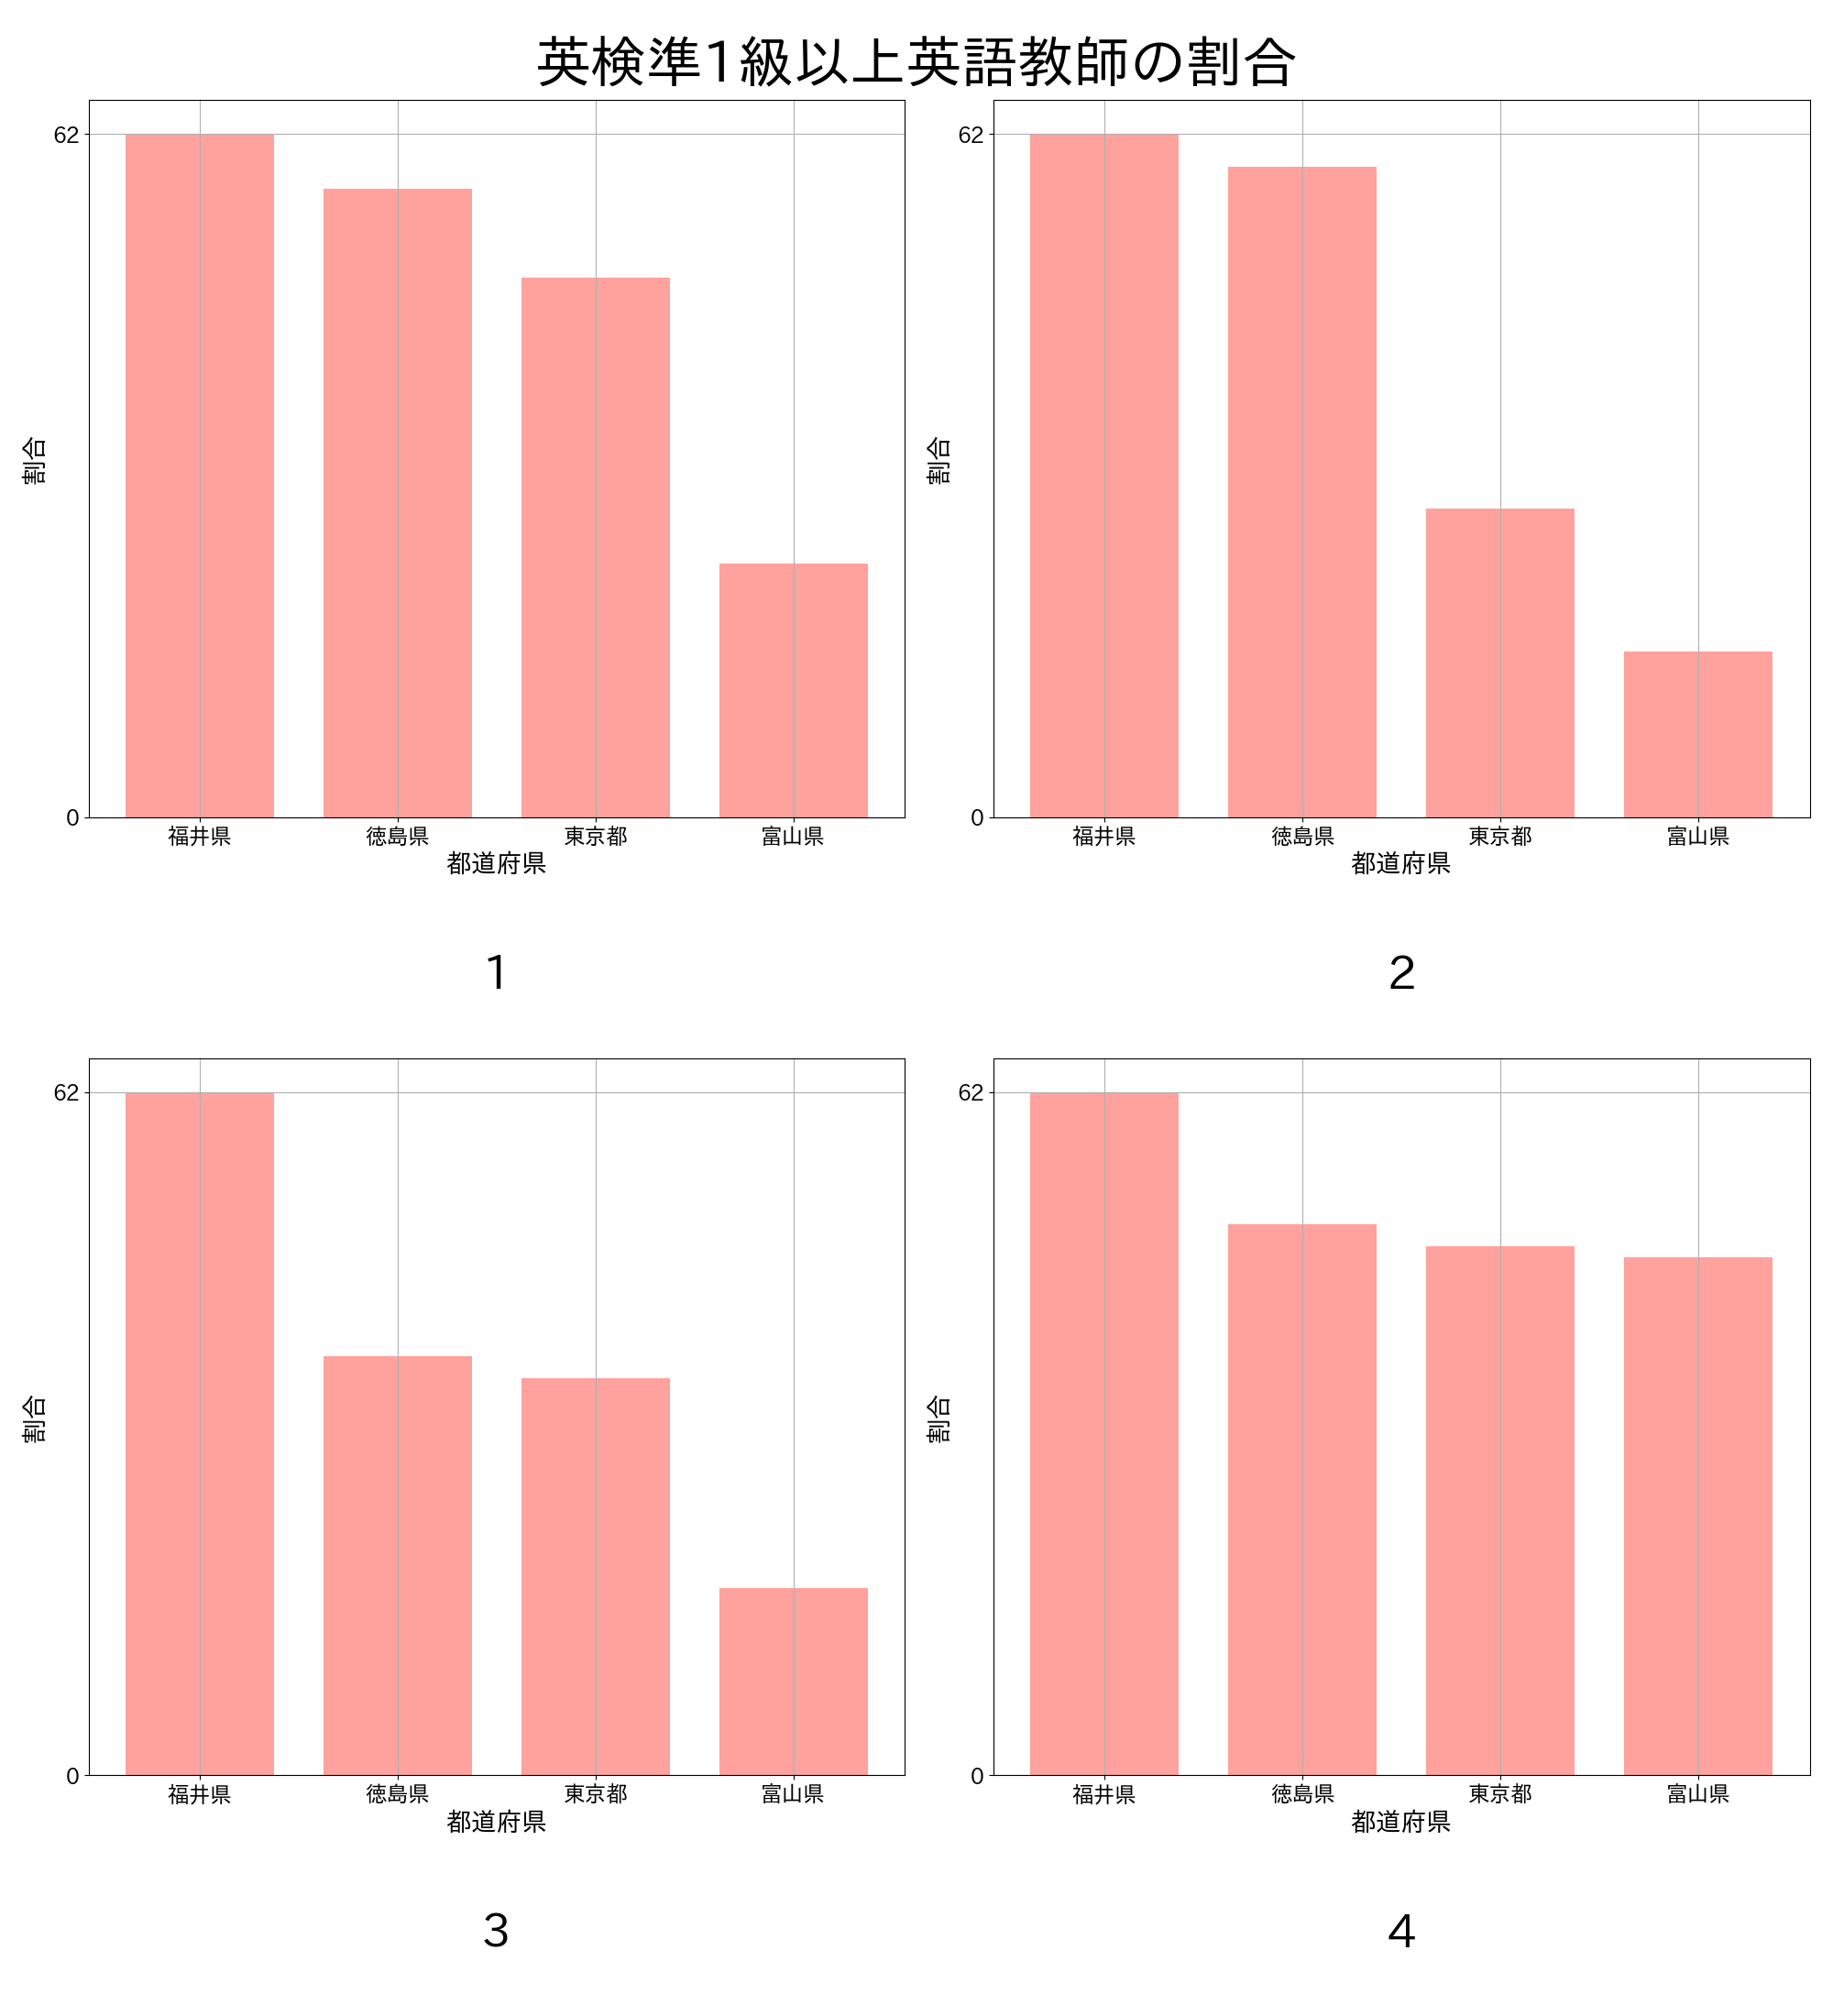 英検準1級以上英語教師の割合
62
割合
0
福井県 徳島県 東京都 富山県
都道府県
1
62
割合
0
福井県 徳島県 東京都 富山県
都道府県
2
62
割合
0
福井県 徳島県 東京都 富山県
都道府県
3
62
割合
0
福井県 徳島県 東京都 富山県
都道府県
4